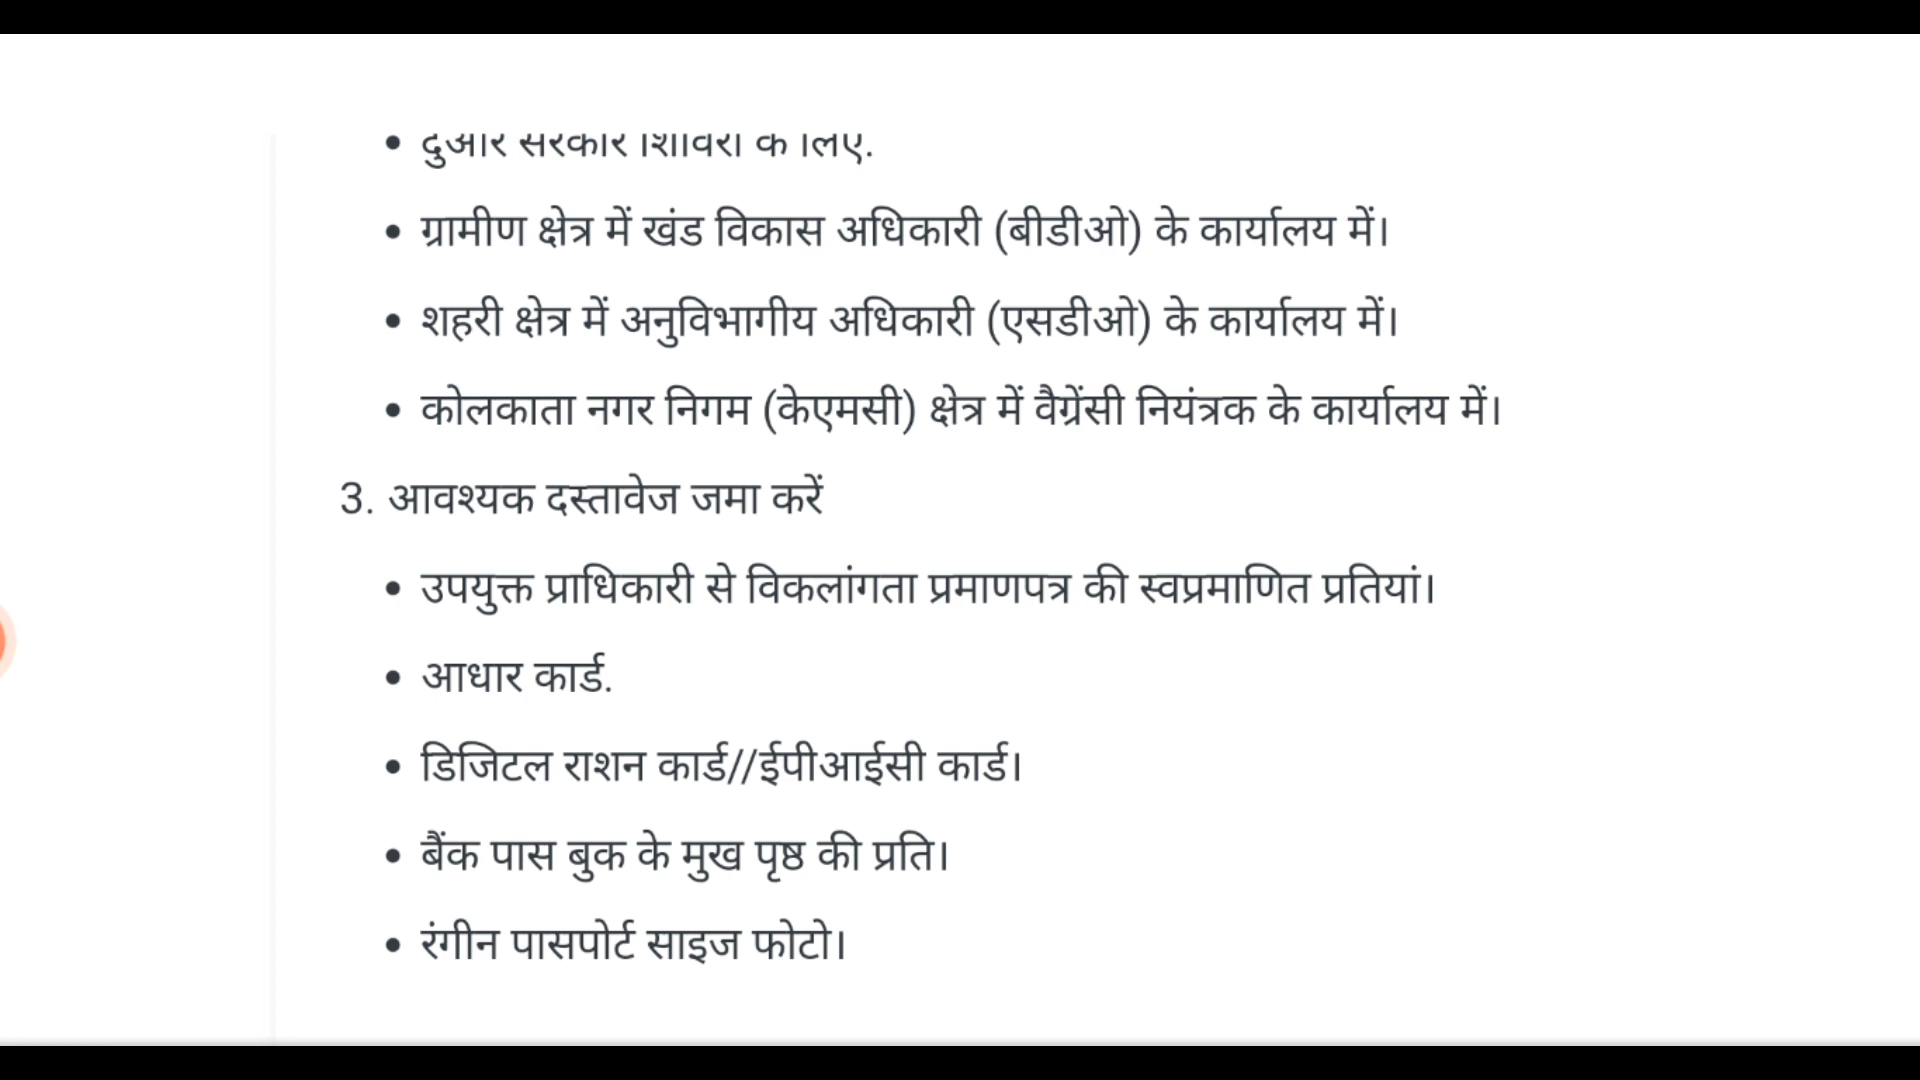 • दुआरे सरकार शिविरों के लिए.
• ग्रामीण क्षेत्र में खंड विकास अधिकारी (बीडीओ) के कार्यालय में।
• शहरी क्षेत्र में अनुविभागीय अधिकारी (एसडीओ) के कार्यालय में।
• कोलकाता नगर निगम (केएमसी) क्षेत्र में वैग्रेंसी नियंत्रक के कार्यालय में।
3. आवश्यक दस्तावेज जमा करें
• उपयुक्त प्राधिकारी से विकलांगता प्रमाणपत्र की स्वप्रमाणित प्रतियां।
• आधार कार्ड.
• डिजिटल राशन कार्ड//ईपीआईसी कार्ड।
• बैंक पास बुक के मुख पृष्ठ की प्रति।
• रंगीन पासपोर्ट साइज फोटो।